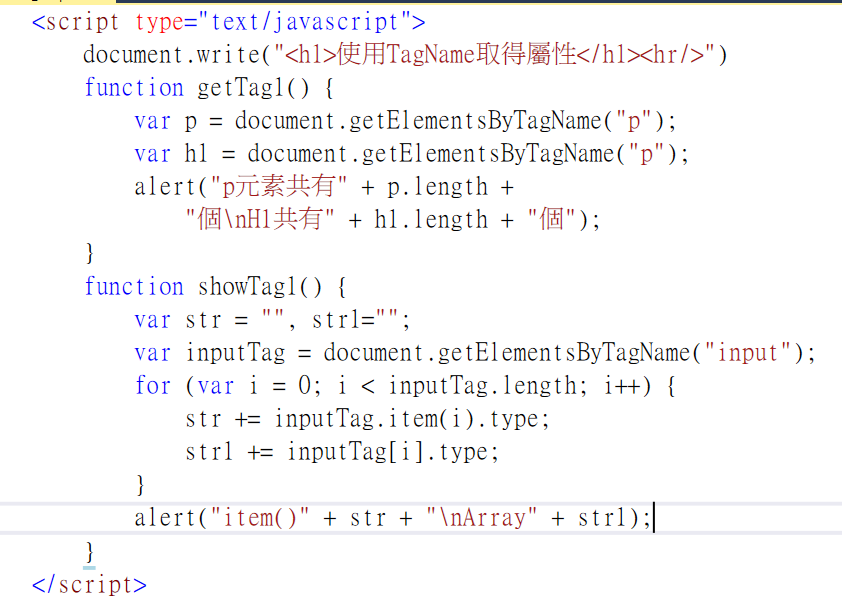 <script type="text/javascript">
document.write("<h1>使用TagName取得屬性</h1><hr/>")
function getTag1() {
var p = document.getElementsByTagName("p");
var h1 = document.getElementsByTagName("p");
alert("p元素共有" + p.length +
"個\nH1共有" + h1.length + "個");
}
function showTag1() {
var str = "", str1="";
var inputTag = document.getElementsByTagName("input");
for (var i = 0; i < inputTag.length; i++) {
str += inputTag.item(i).type;
str1 += inputTag[i].type;
}
alert("item()" + str + "\nArray" + str1);
}
</script>